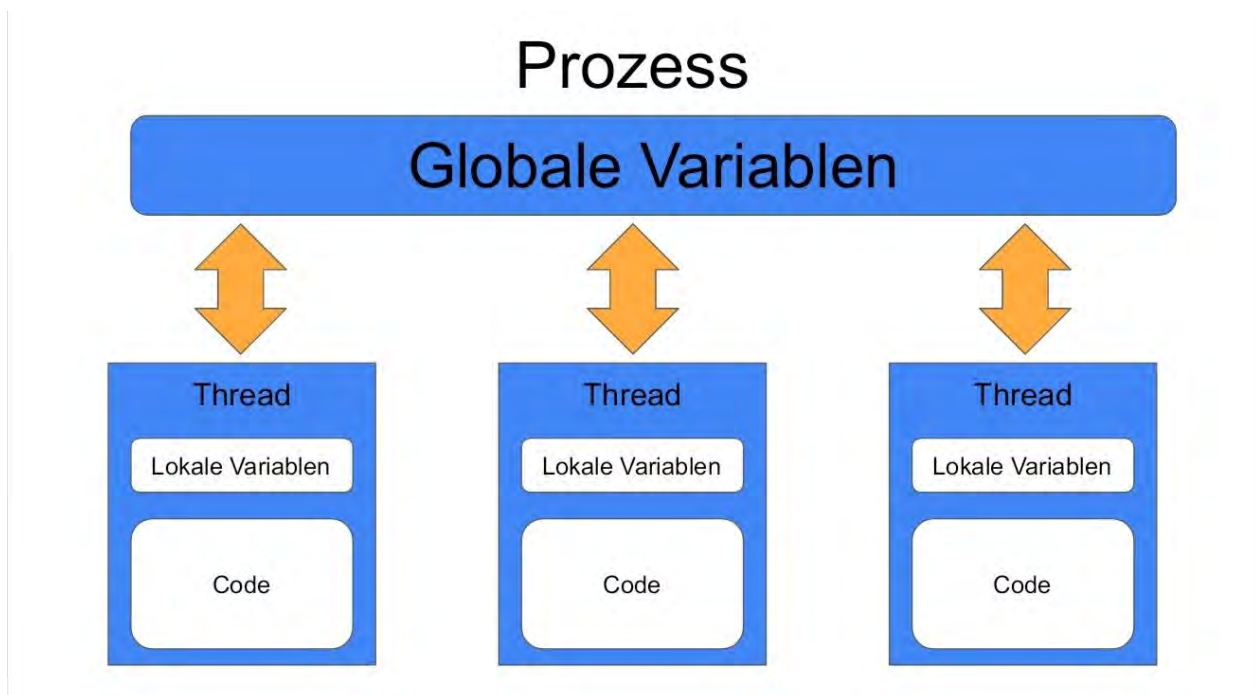 Prozess
Globale Variablen
Thread
Lokale Variablen
Code
Thread
Lokale Variablen
Code
Thread
Lokale Variablen
Code